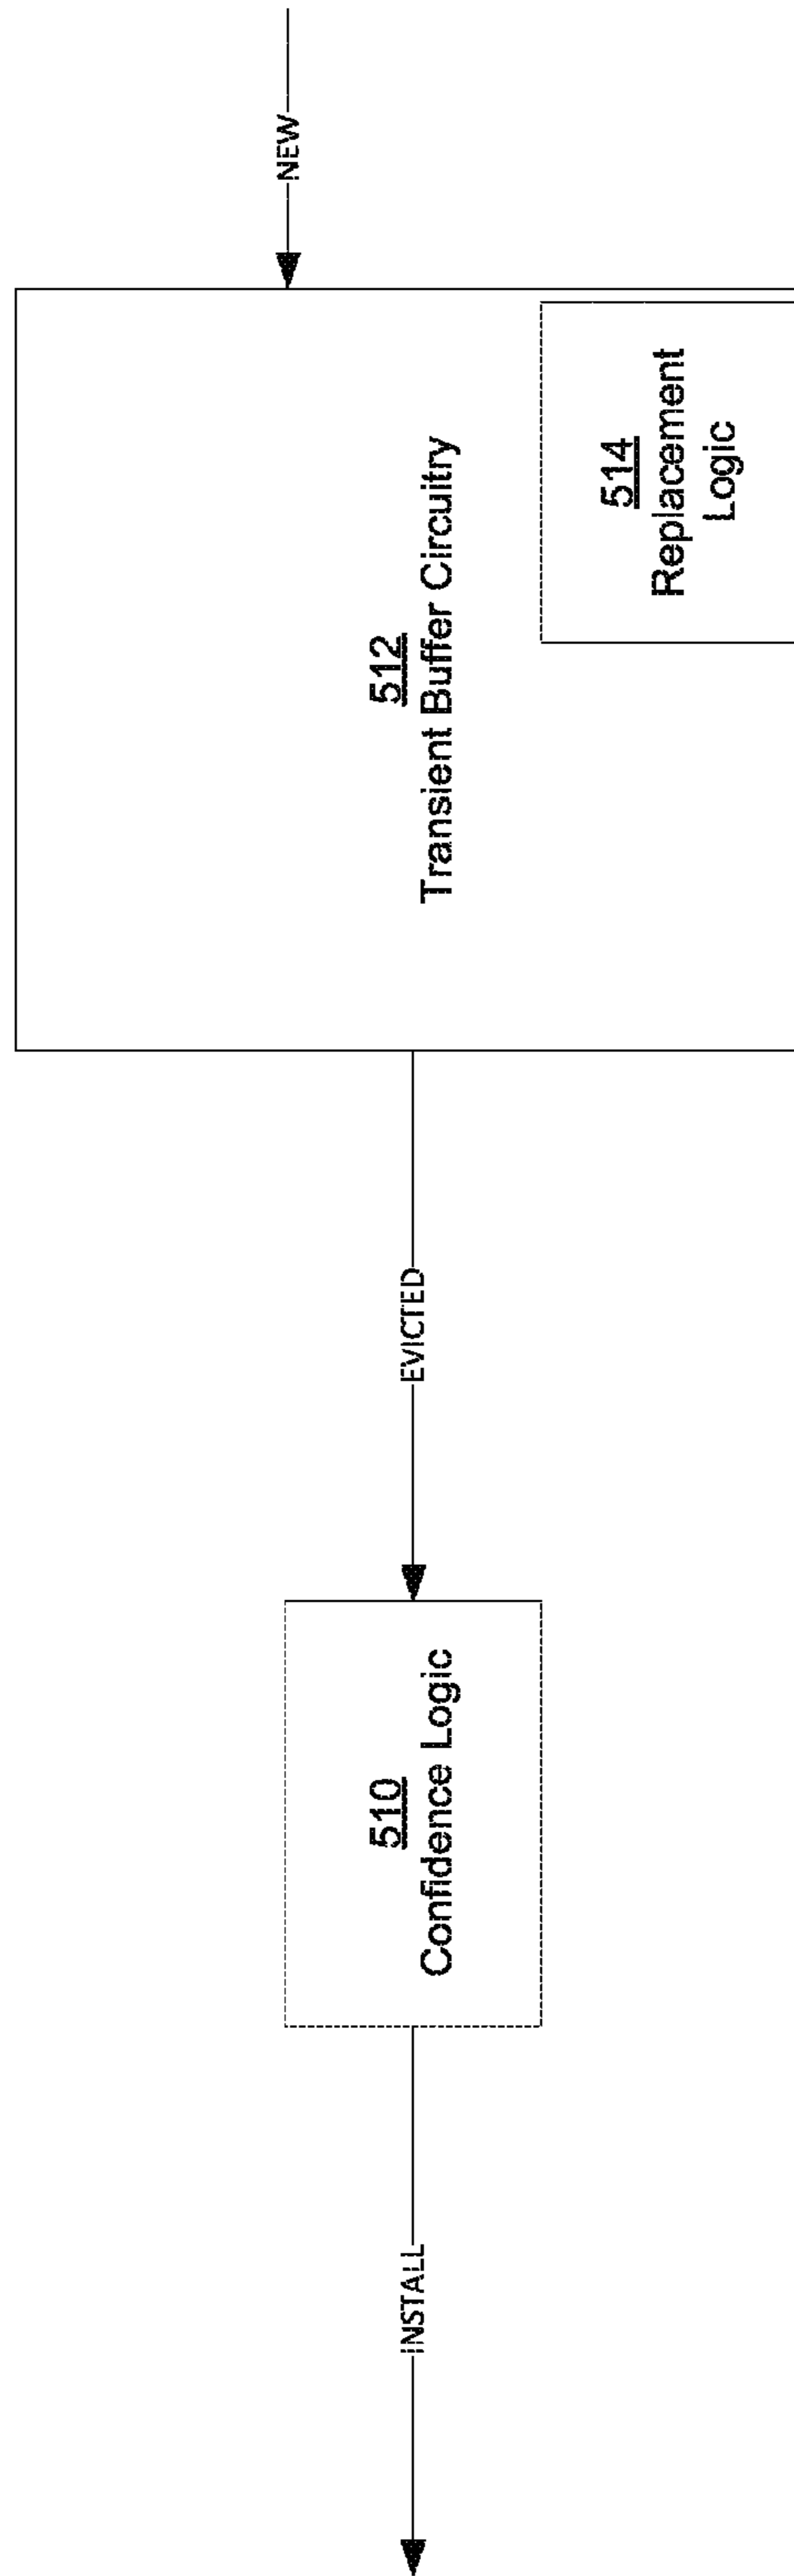 NEW
512
Transient Buffer Circuitry
514
Replacement
Logic
EVICTED
510
Confidence Logic
INSTALL